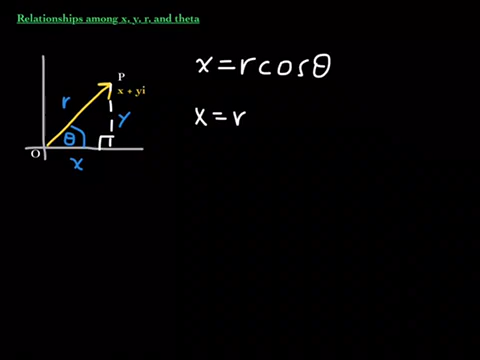 Relationships among x, y, r, and theta
x = r cos θ
P
x + yi
r
y
x = r
θ
O
x